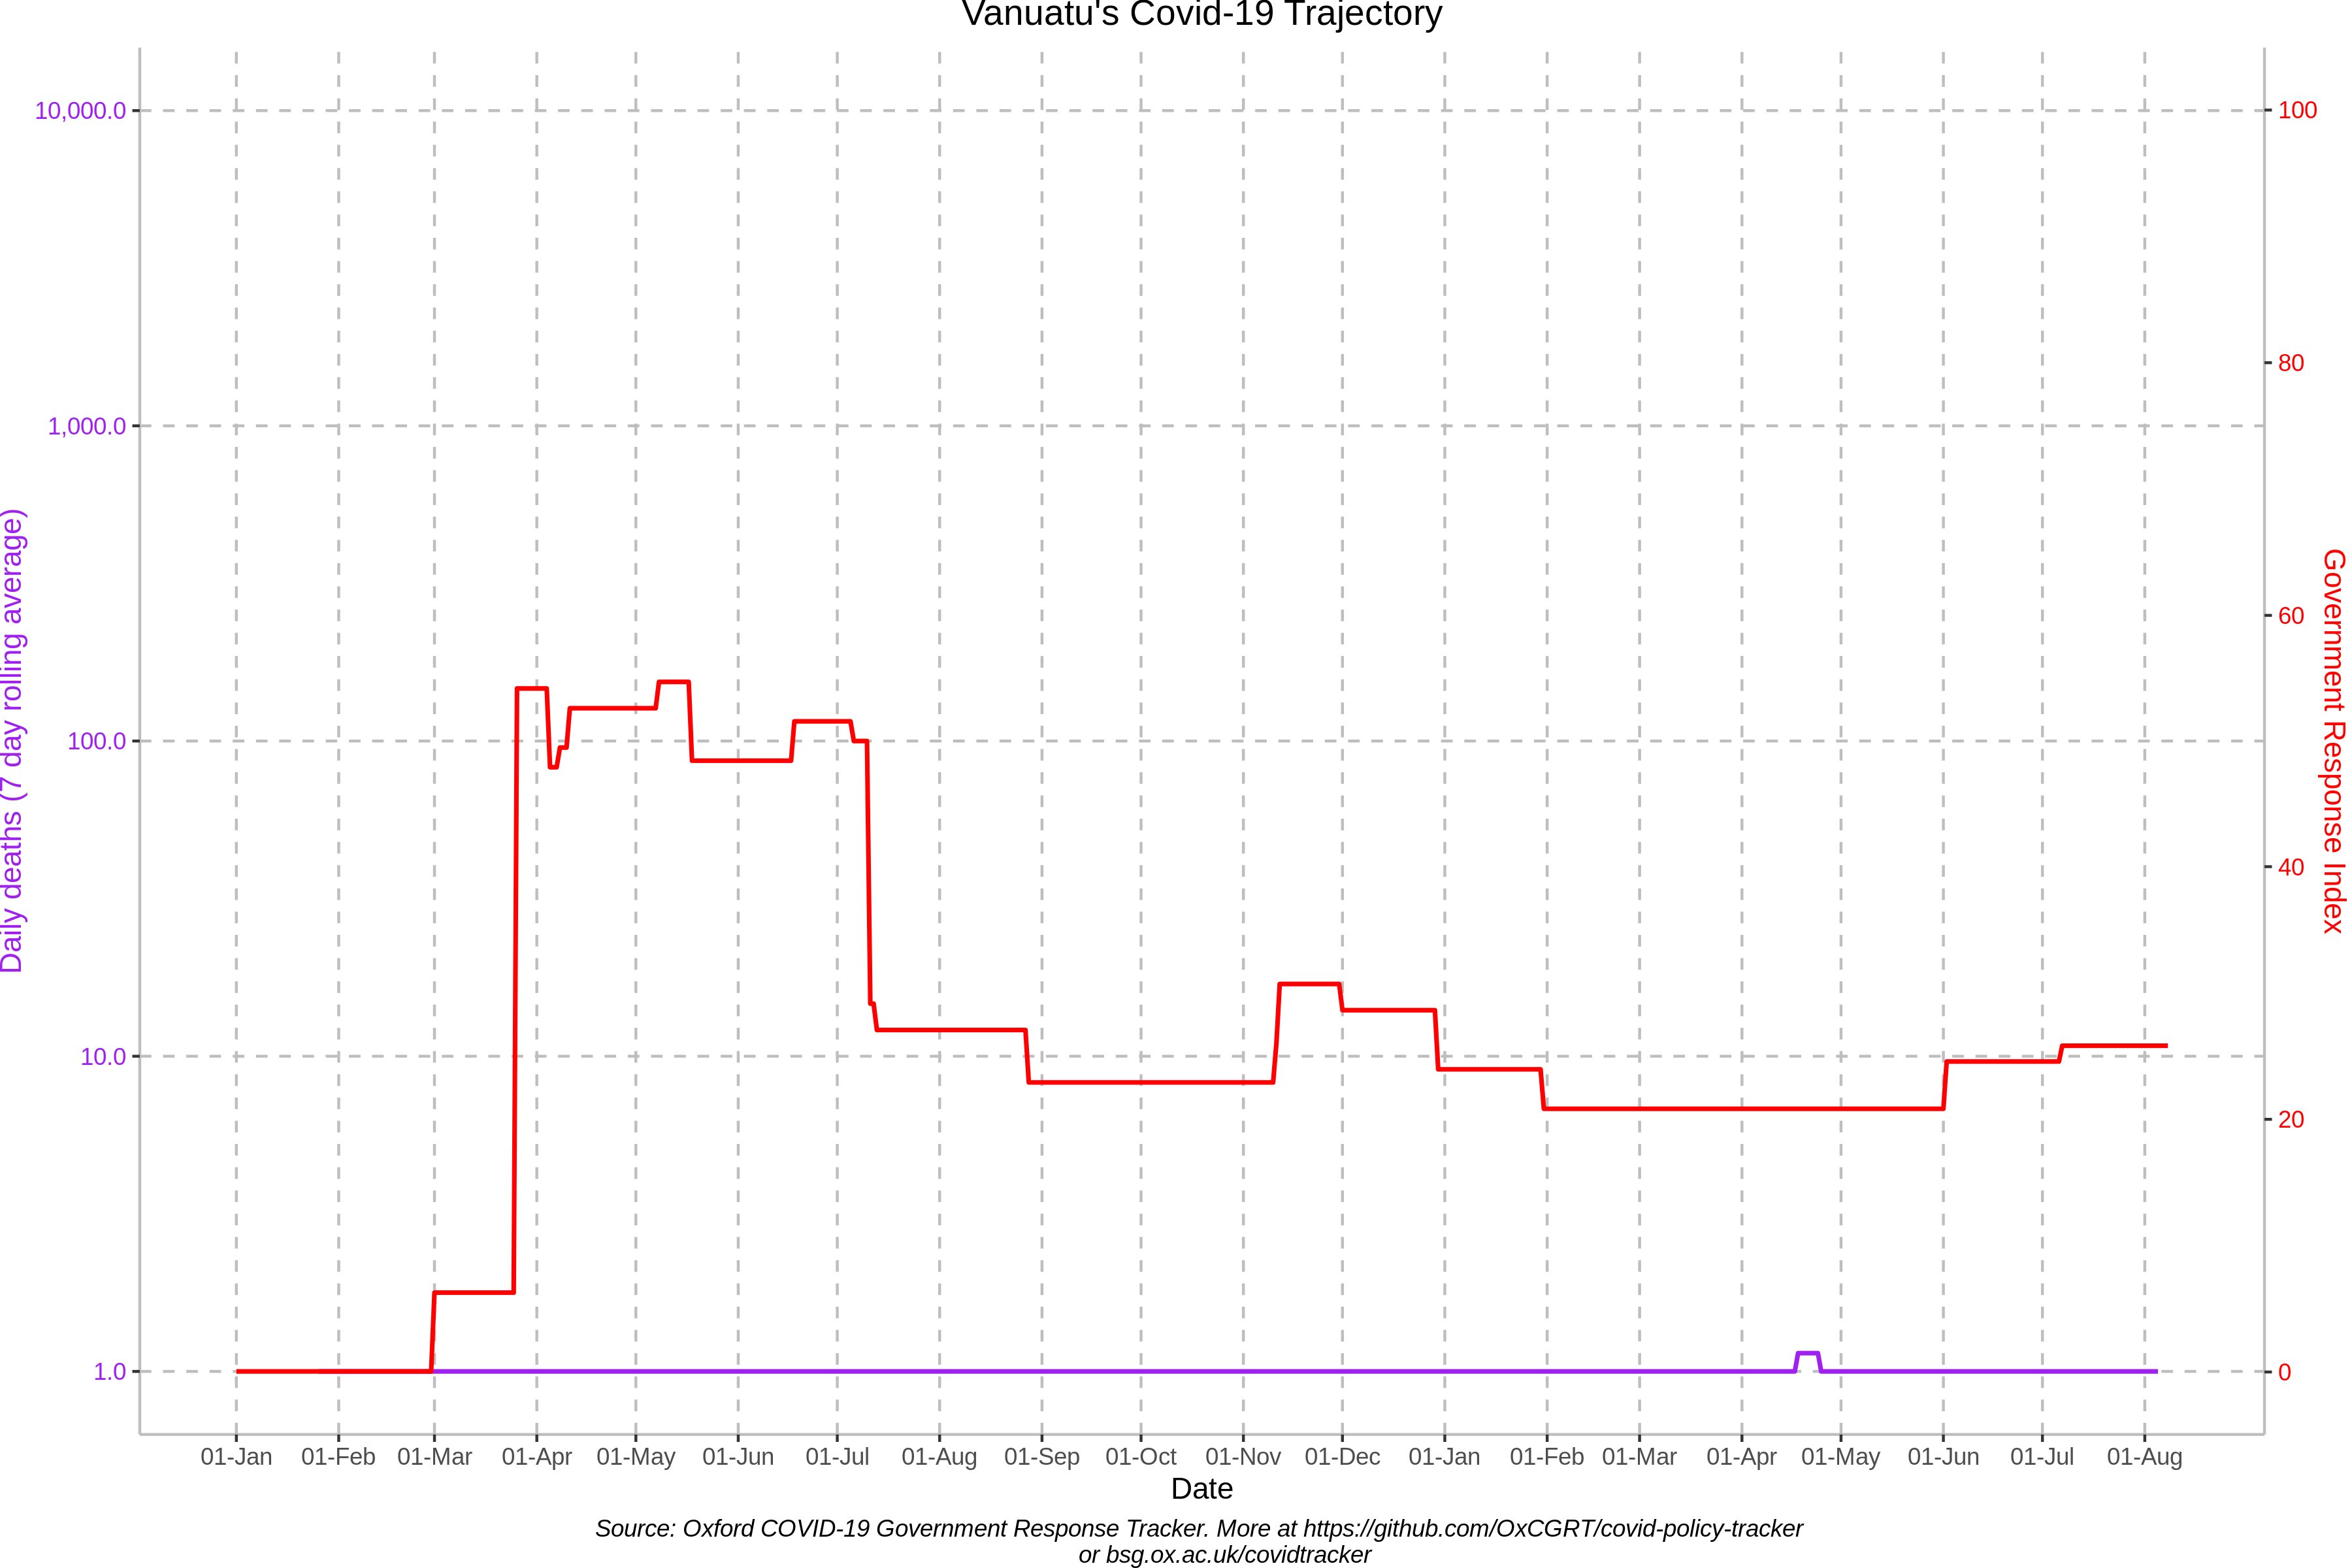 Vanuatu's Covid-19 Trajectory
10,000.0
1,000.0
100.0
10.0
1.0
Daily deaths (7 day rolling average)
100
80
60
40
20
0
Government Response Index
01-Jan 01-Feb 01-Mar 01-Apr 01-May 01-Jun 01-Jul 01-Aug 01-Sep 01-Oct 01-Nov 01-Dec 01-Jan 01-Feb 01-Mar 01-Apr 01-May 01-Jun 01-Jul 01-Aug
Date
Source: Oxford COVID-19 Government Response Tracker. More at https://github.com/OxCGRT/covid-policy-tracker
or bsg.ox.ac.uk/covidtracker